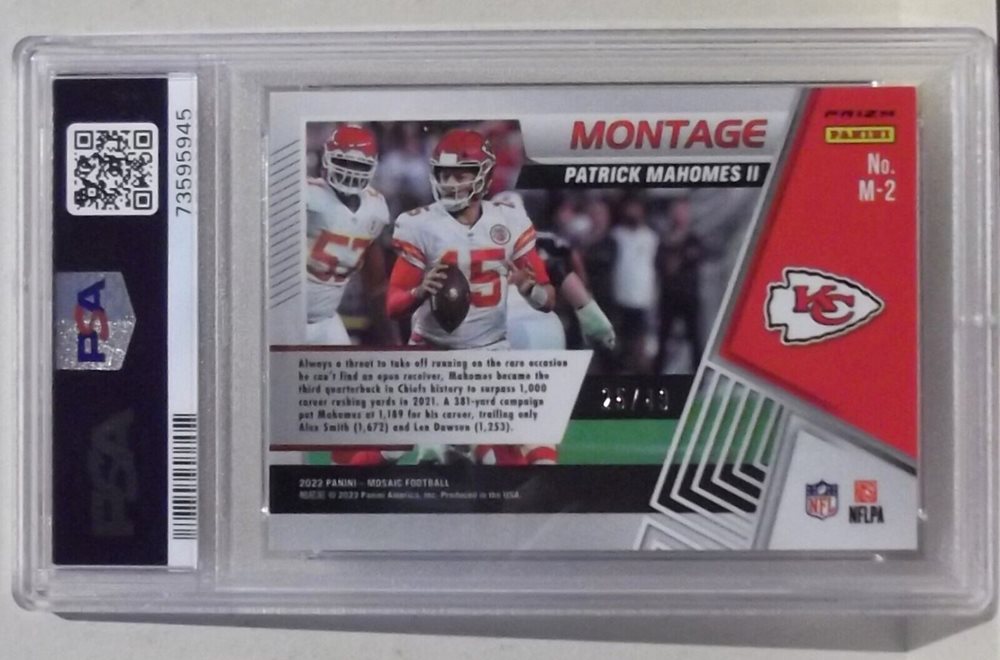 PSA
73595945
PSA
MONTAGE
PATRICK MAHOMES II
PRIZM
PANINI
No.
M-2
KC
52
15
Always a threat to take off running on the rare occasion
he can't find an open receiver, Mahomes became the
third quarterback in Chiefs history to surpass 1,000
career rushing yards in 2021. A 381-yard campaign
put Mahomes at 1,189 for his career, trailing only
Alex Smith (1,672) and Len Dawson (1,253).
2022 PANINI – MOSAIC FOOTBALL
© 2022 Panini America, Inc. Produced in the USA.
NFL
NFLPA